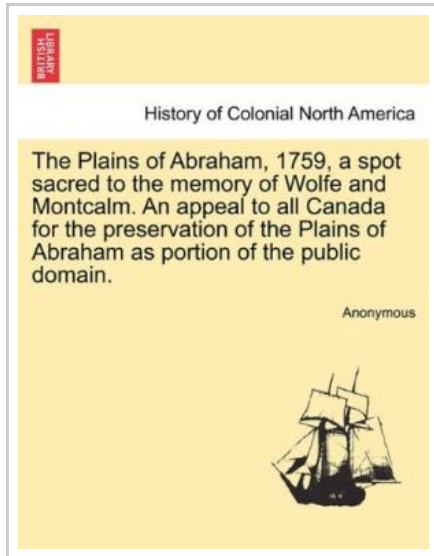 BRITISH
LIBRARY
History of Colonial North America
The Plains of Abraham, 1759, a spot
sacred to the memory of Wolfe and
Montcalm. An appeal to all Canada
for the preservation of the Plains of
Abraham as portion of the public
domain.
Anonymous